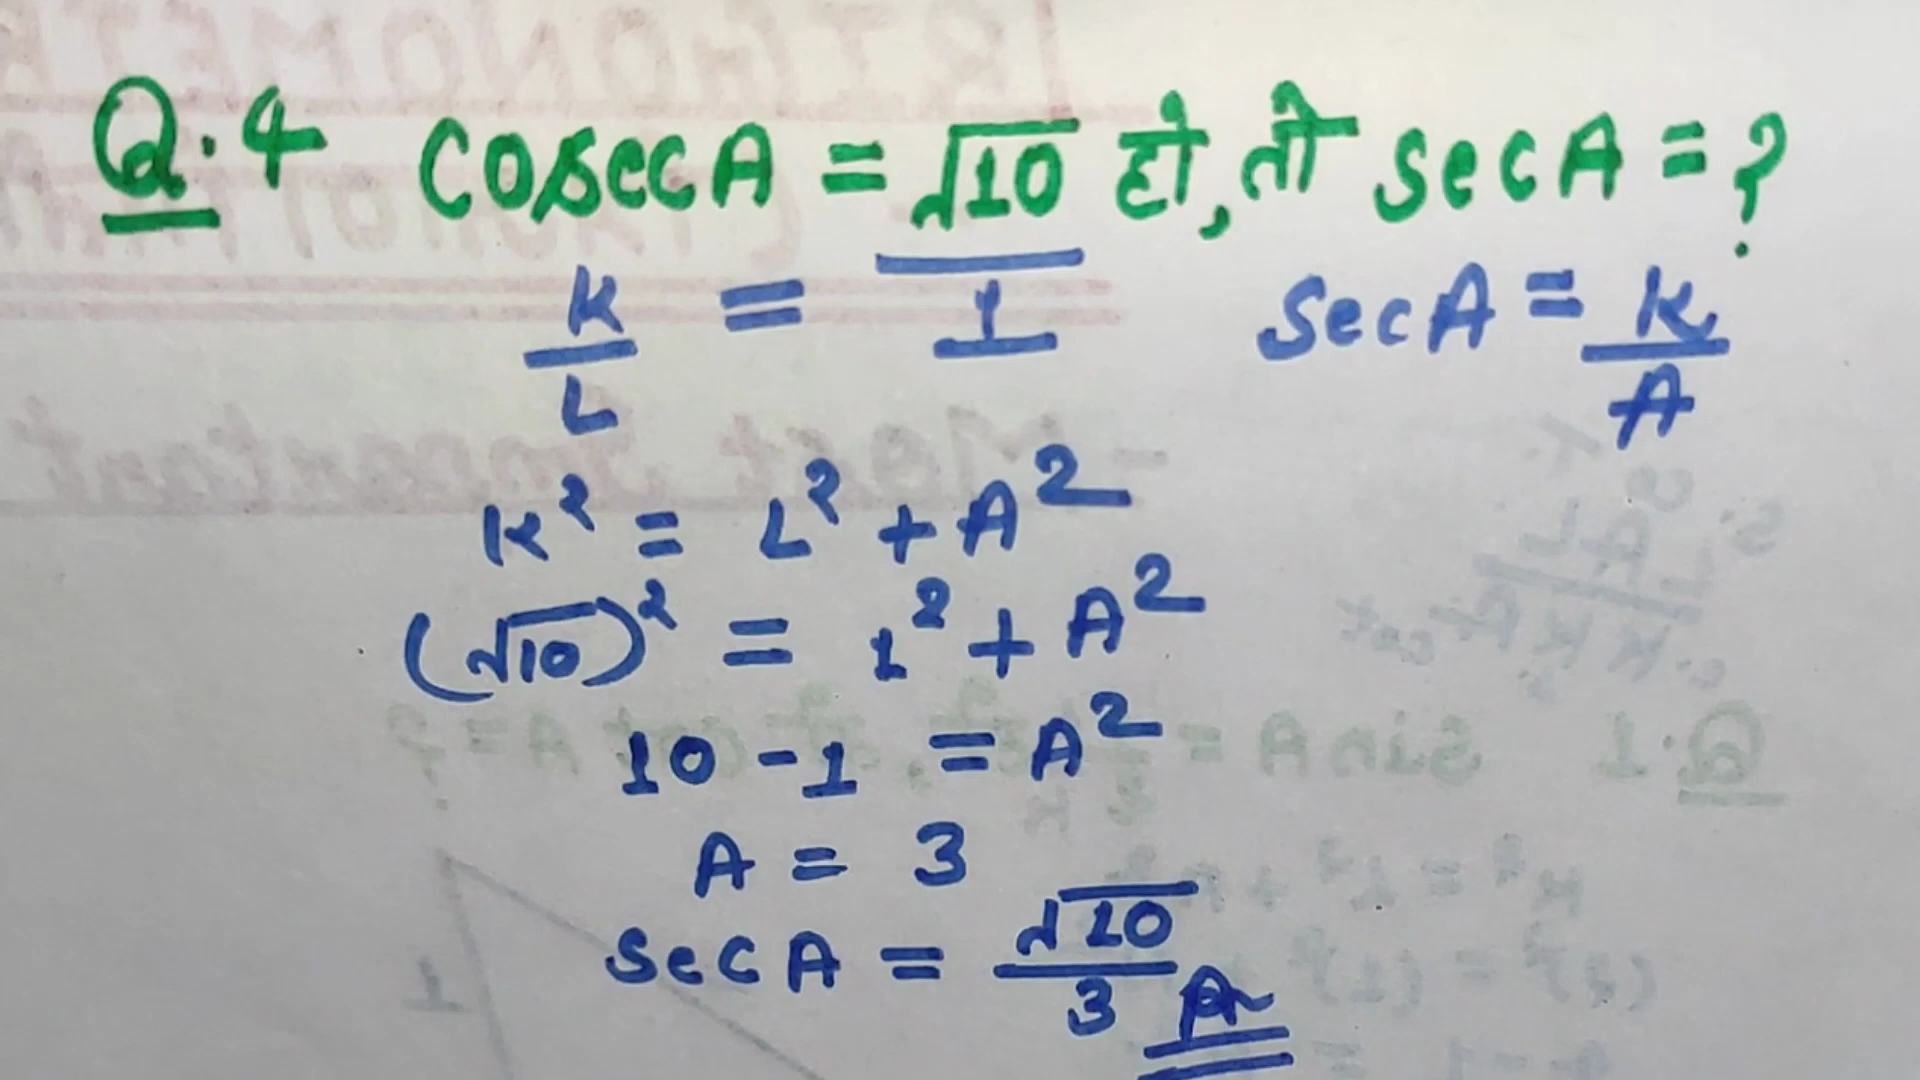 Q.4 COSECA = √10 हो, तो secA = ?
K/L = √10/1 secA = K/A
K² = L² + A²
(√10)² = 1² + A²
10 - 1 = A²
A = 3
secA = √10/3